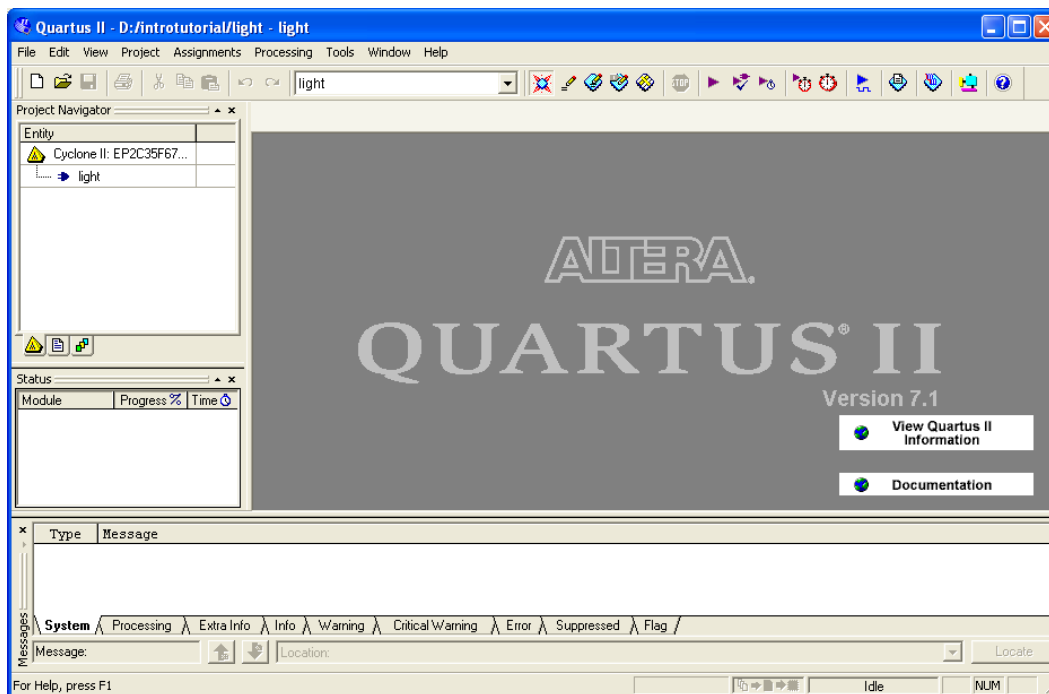 Quartus II - D:/introtutorial/light - light
File Edit View Project Assignments Processing Tools Window Help
light
STOP
Project Navigator
Entity
Cyclone II: EP2C35F67...
light
Status
Module Progress % Time
ALTERA.
QUARTUS® II
Version 7.1
View Quartus II
Information
Documentation
Type Message
System Processing Extra Info Info Warning Critical Warning Error Suppressed Flag
Messages
Message: Location: Locate
For Help, press F1 Idle NUM